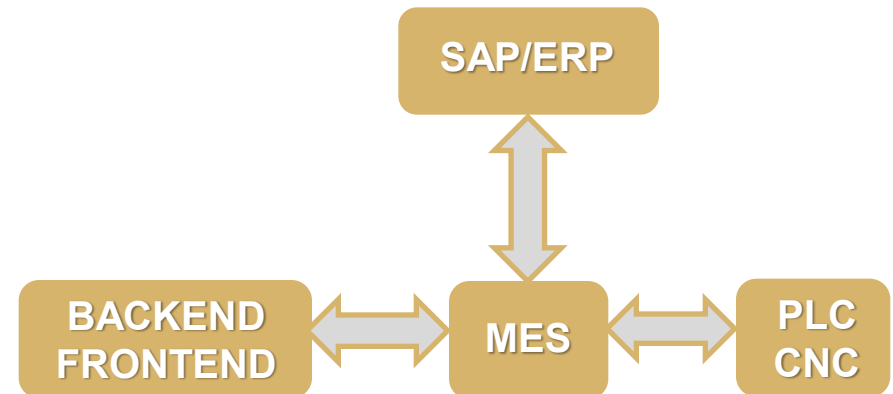 SAP/ERP
BACKEND
FRONTEND
MES
PLC
CNC